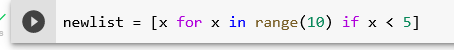 newlist = [x for x in range(10) if x < 5]